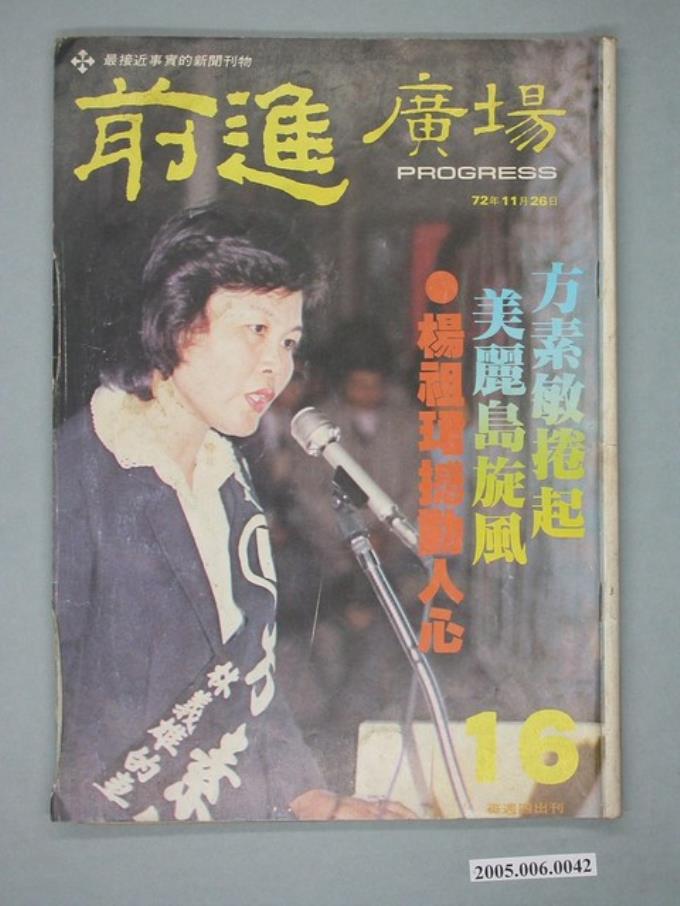 最接近事實的新聞刊物
前進 廣場
PROGRESS
72年11月26日
方素敏捲起
美麗島旋風
●楊祖珺撼動人心
方素
林義雄的
16
每週四出刊
2005.006.0042